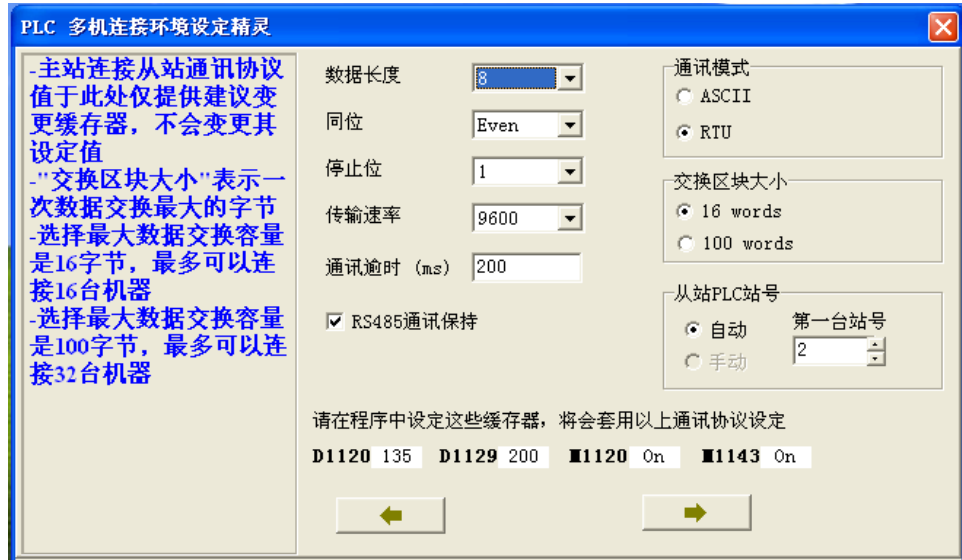 PLC 多机连接环境设定精灵
-主站连接从站通讯协议
值于此处仅提供建议变
更缓存器，不会变更其
设定值
-"交换区块大小"表示一
次数据交换最大的字节
-选择最大数据交换容量
是16字节，最多可以连
接16台机器
-选择最大数据交换容量
是100字节，最多可以连
接32台机器
数据长度 8
同位 Even
停止位 1
传输速率 9600
通讯逾时 (ms) 200
RS485通讯保持
通讯模式
ASCII
RTU
交换区块大小
16 words
100 words
从站PLC站号
自动 第一台站号
手动 2
请在程序中设定这些缓存器，将会套用以上通讯协议设定
D1120 135 D1129 200 M1120 On M1143 On